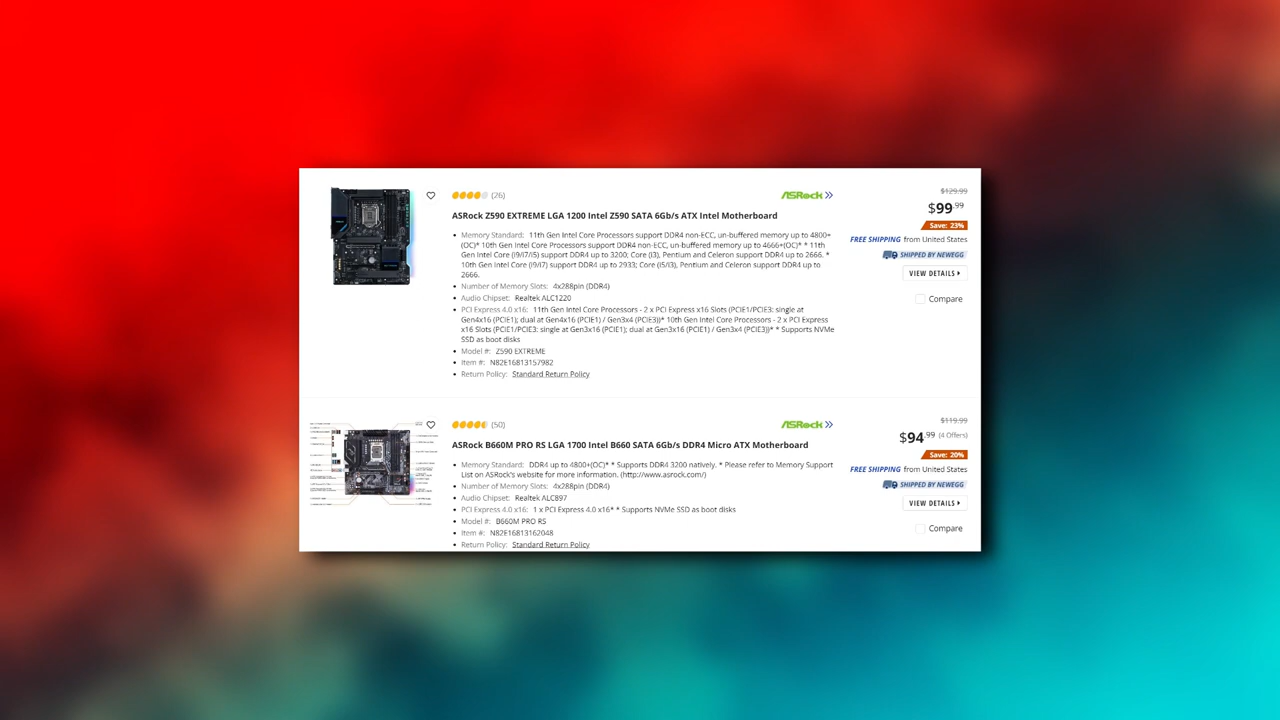 (26)
ASRock
$129.99
$99.99
Save: 23%
FREE SHIPPING from United States
SHIPPED BY NEWEGG
VIEW DETAILS
Compare
ASRock Z590 EXTREME LGA 1200 Intel Z590 SATA 6Gb/s ATX Intel Motherboard
Memory Standard: 11th Gen Intel Core Processors support DDR4 non-ECC, un-buffered memory up to 4800+
(OC)* 10th Gen Intel Core Processors support DDR4 non-ECC, un-buffered memory up to 4666+(OC)* * 11th
Gen Intel Core (i9/i7/i5) support DDR4 up to 3200; Core (i3), Pentium and Celeron support DDR4 up to 2666. *
10th Gen Intel Core (i9/i7) support DDR4 up to 2933; Core (i5/i3), Pentium and Celeron support DDR4 up to
2666.
Number of Memory Slots: 4x288pin (DDR4)
Audio Chipset: Realtek ALC1220
PCI Express 4.0 x16: 11th Gen Intel Core Processors - 2 x PCI Express x16 Slots (PCIE1/PCIE3: single at
Gen4x16 (PCIE1); dual at Gen4x16 (PCIE1) / Gen3x4 (PCIE3))* 10th Gen Intel Core Processors - 2 x PCI Express
x16 Slots (PCIE1/PCIE3: single at Gen3x16 (PCIE1); dual at Gen3x16 (PCIE1) / Gen3x4 (PCIE3))* * Supports NVMe
SSD as boot disks
Model #: Z590 EXTREME
Item #: N82E16813157982
Return Policy: Standard Return Policy
(50)
ASRock
$119.99
$94.99 (4 Offers)
Save: 20%
FREE SHIPPING from United States
SHIPPED BY NEWEGG
VIEW DETAILS
Compare
ASRock B660M PRO RS LGA 1700 Intel B660 SATA 6Gb/s DDR4 Micro ATX Motherboard
Memory Standard: DDR4 up to 4800+(OC)* * Supports DDR4 3200 natively. * Please refer to Memory Support
List on ASRock's website for more information. (http://www.asrock.com/)
Number of Memory Slots: 4x288pin (DDR4)
Audio Chipset: Realtek ALC897
PCI Express 4.0 x16: 1 x PCI Express 4.0 x16* * Supports NVMe SSD as boot disks
Model #: B660M PRO RS
Item #: N82E16813162048
Return Policy: Standard Return Policy